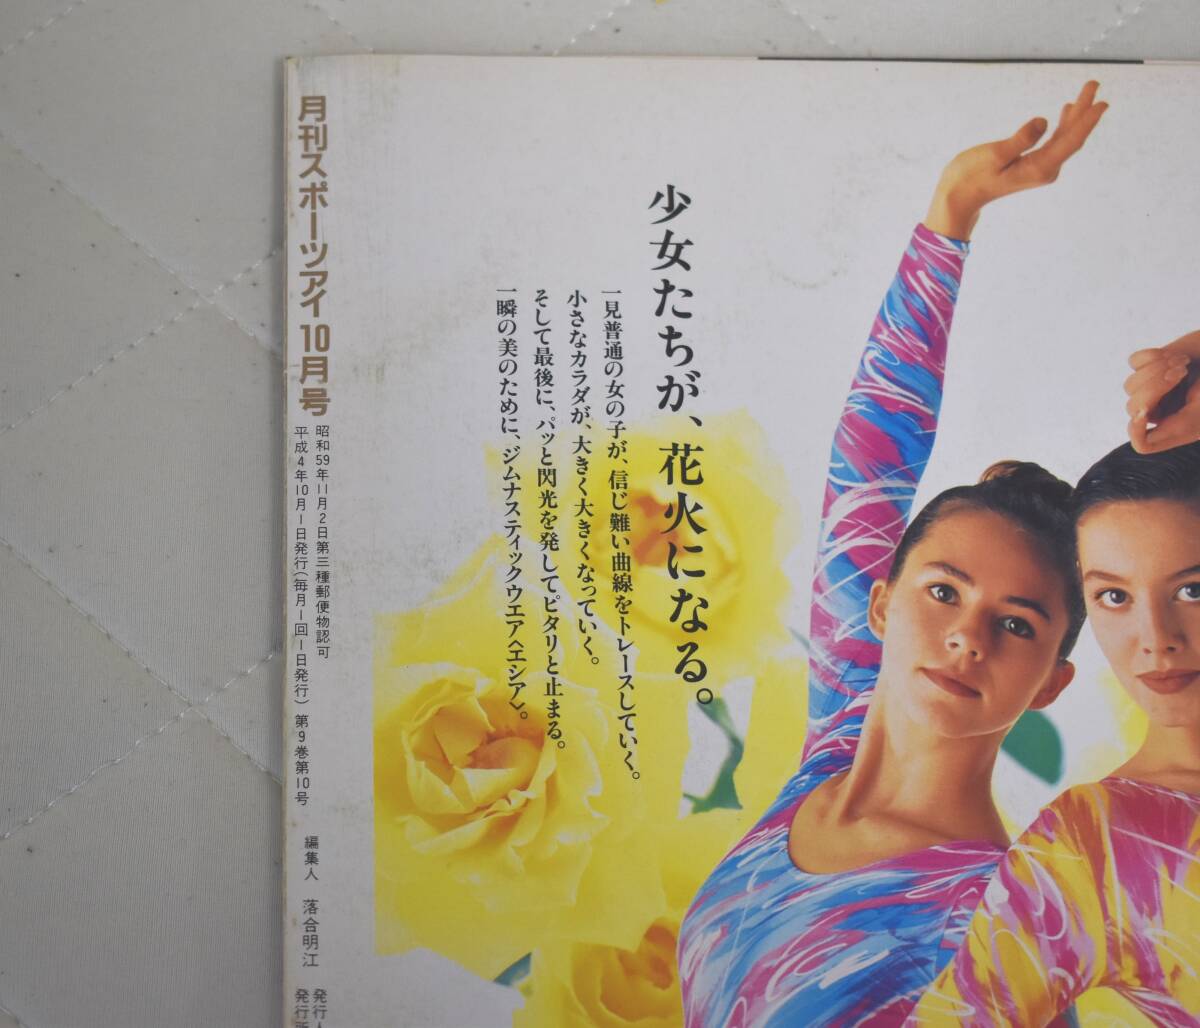 少女たちが、花火になる。
一見普通の女の子が、信じ難い曲線をトレースしていく。
小さなカラダが、大きく大きくなっていく。
そして最後に、パッと閃光を発してピタリと止まる。
一瞬の美のために、ジムナスティックウエア〈エシア〉。
月刊スポーツアイ10月号
昭和59年11月2日第三種郵便物認可
平成4年10月1日発行(毎月1回1日発行) 第9巻第10号
編集人 落合明江
発行人
発行所